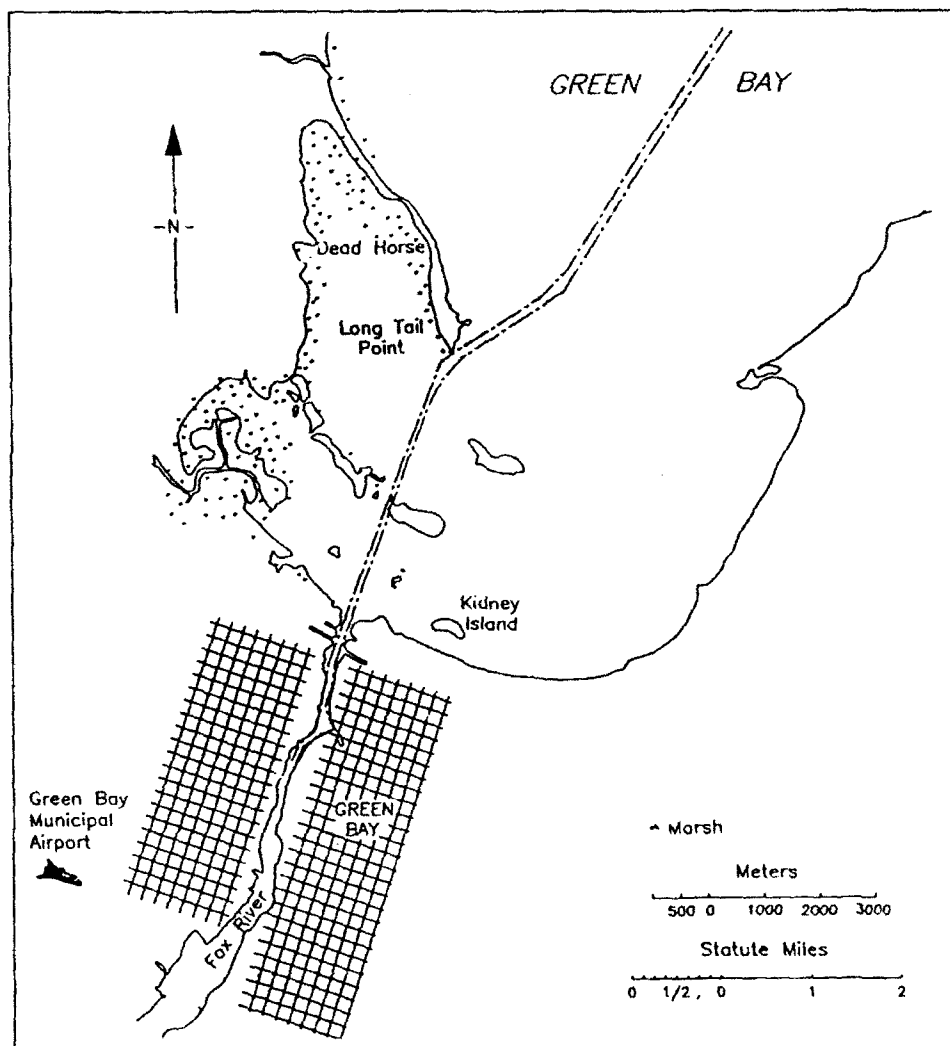 GREEN BAY
-N-
Dead Horse
Long Tail
Point
Kidney
Island
Green Bay
Municipal
Airport
GREEN
BAY
Fox River
Marsh
Meters
500 0 1000 2000 3000
Statute Miles
0 1/2, 0 1 2